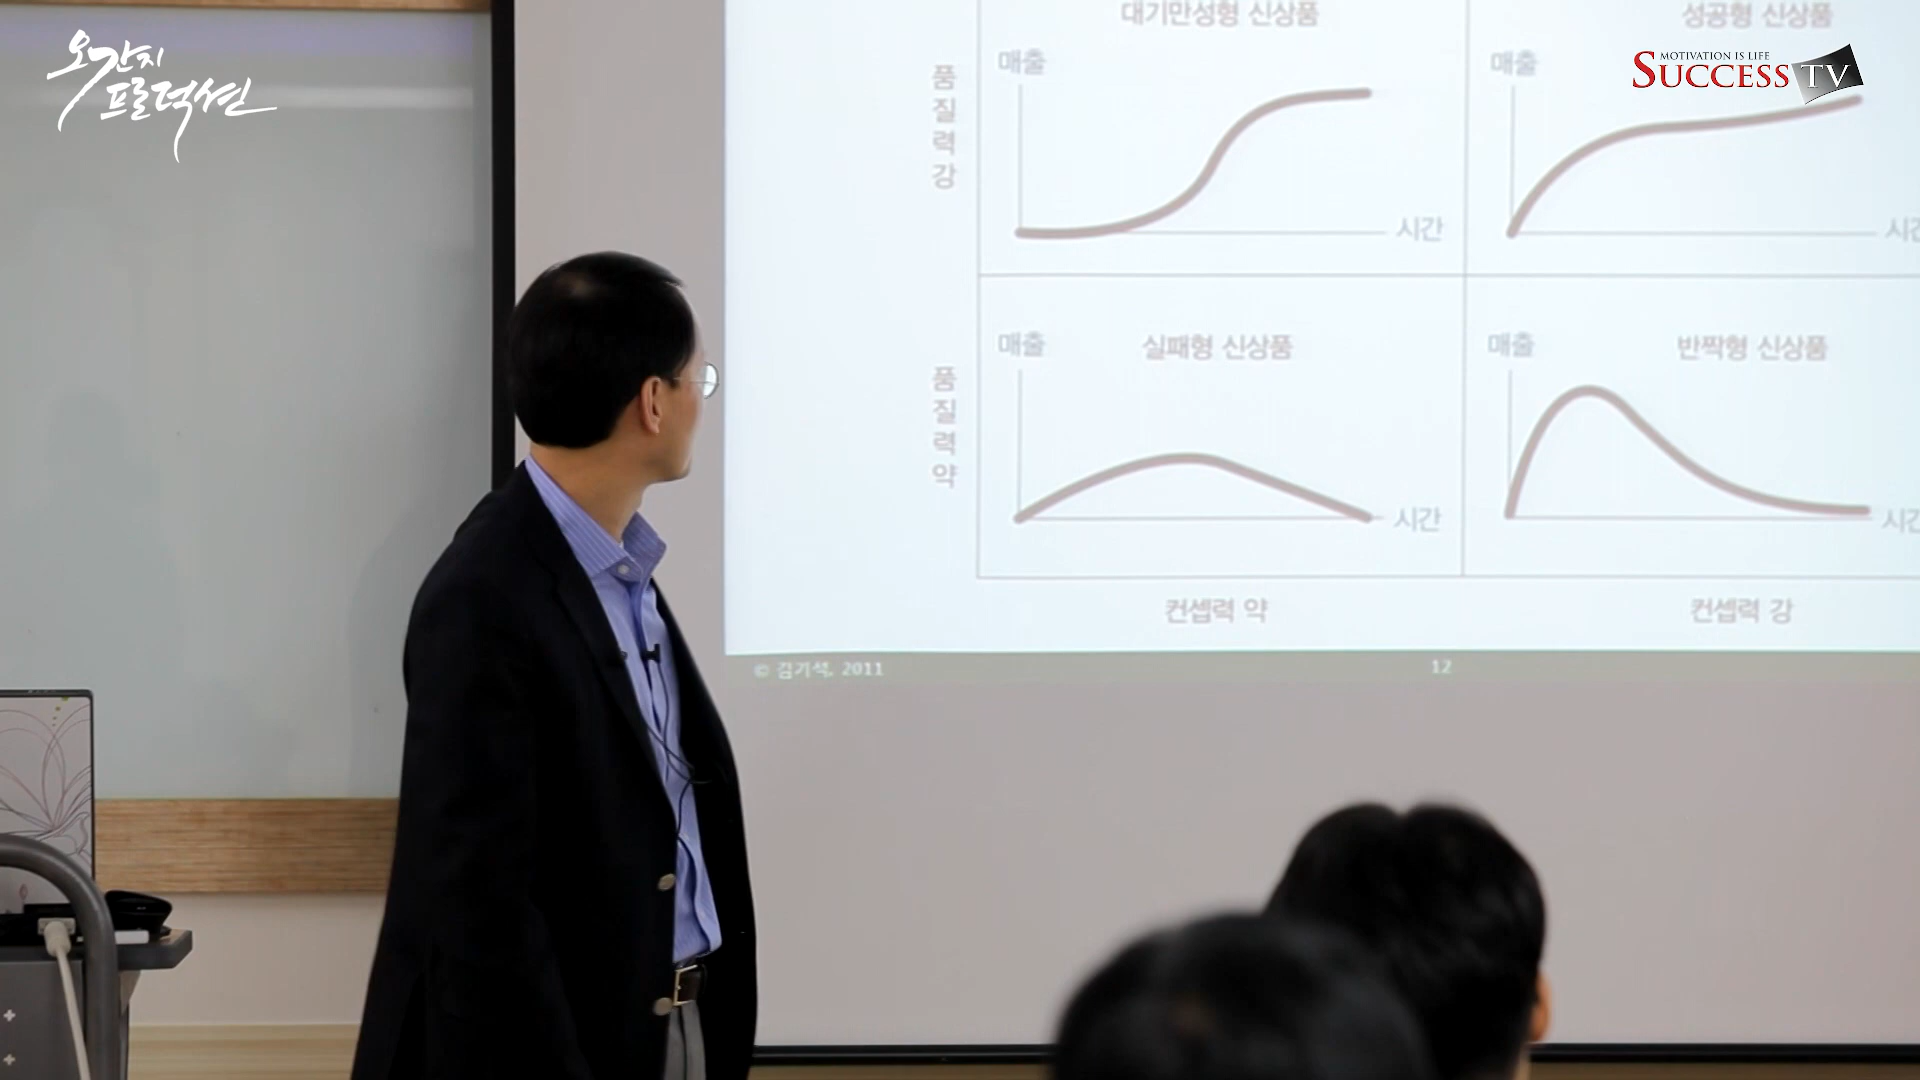 오간지
프로덕션
MOTIVATION IS LIFE
SUCCESS TV
대기만성형 신상품
성공형 신상품
매출
매출
품질력강
시간
매출
실패형 신상품
매출
반짝형 신상품
품질력약
시간
컨셉력 약
컨셉력 강
© 김기석, 2011
12